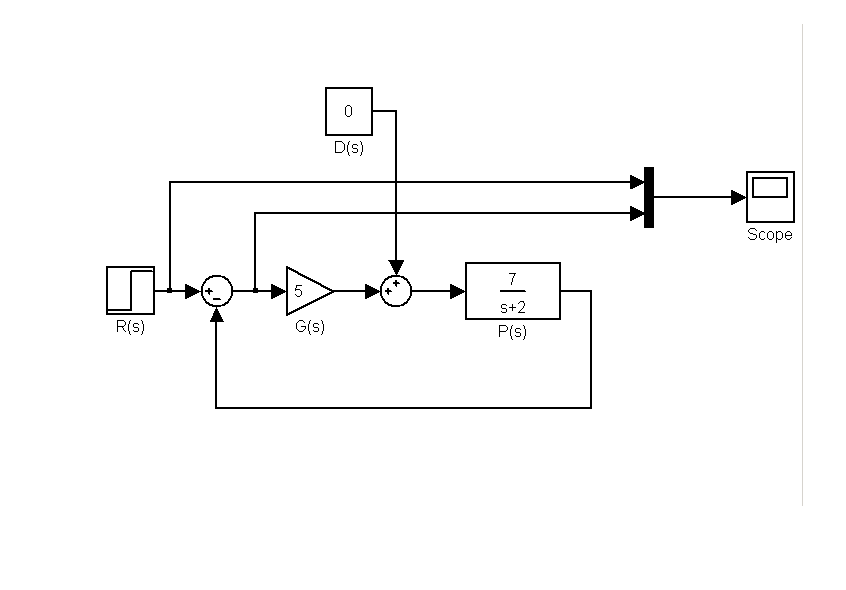 0
D(s)
Scope
R(s)
+
−
5
G(s)
+
+
7
s+2
P(s)